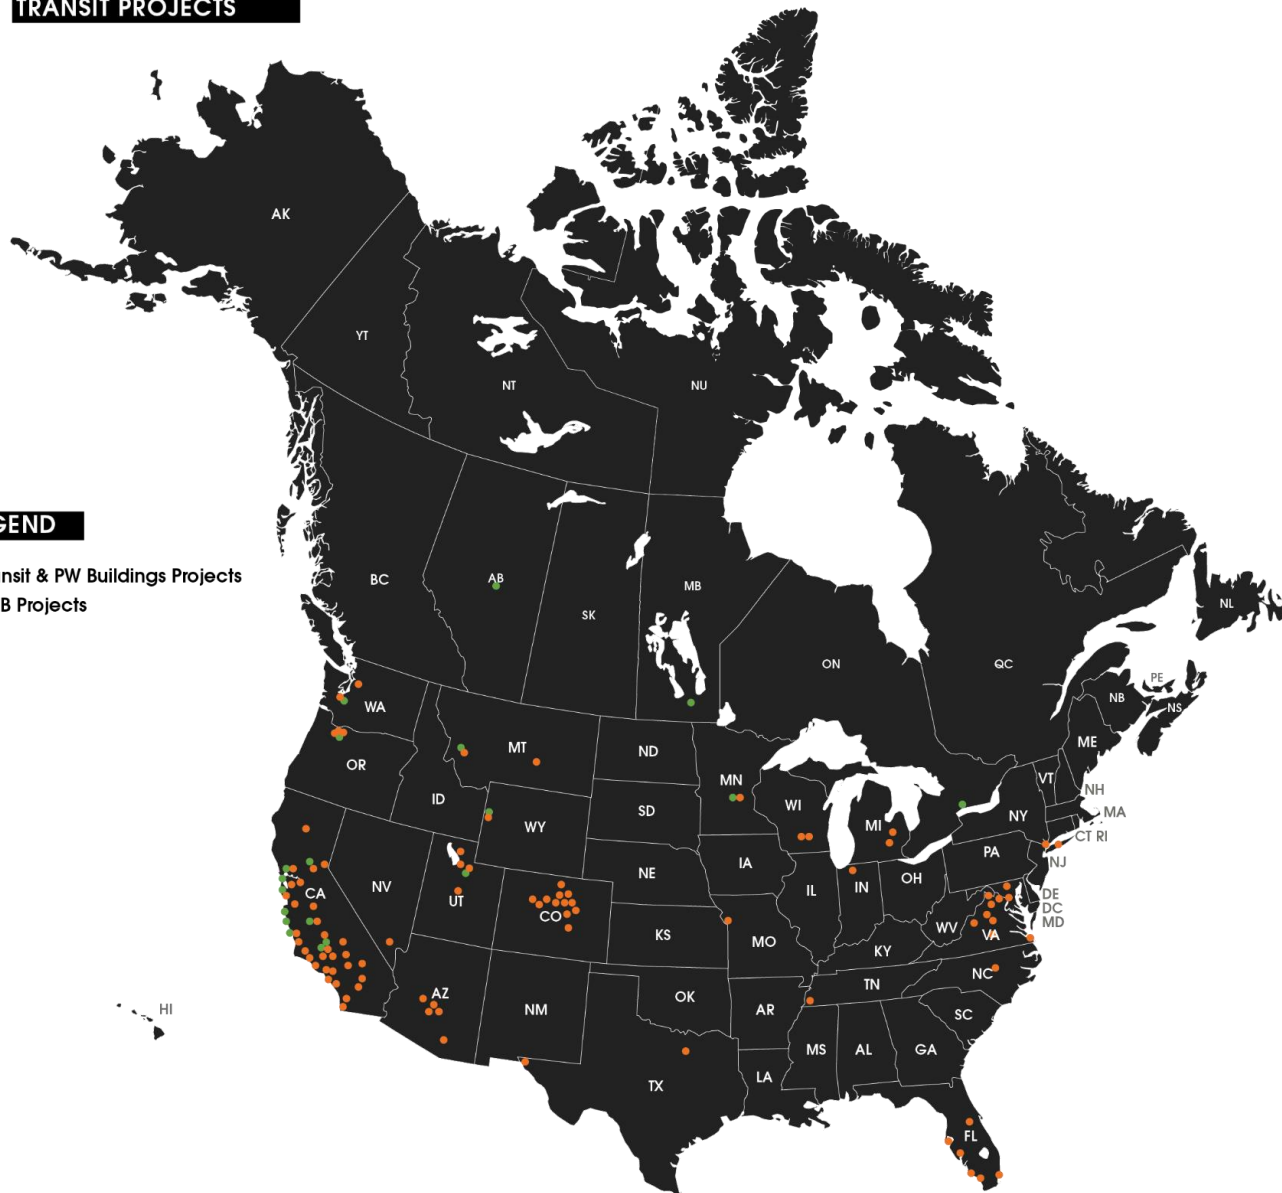 TRANSIT PROJECTS
AK
YT
NT
NU
GEND
nsit & PW Buildings Projects
B Projects
BC
AB
SK
MB
ON
QC
NL
PE
NB
NS
WA
OR
ID
MT
ND
MN
WI
MI
NY
VT
ME
NH
MA
CT RI
NJ
WY
SD
IA
NE
NV
UT
CA
CO
KS
MO
IL
IN
OH
PA
WV
VA
DE
DC
MD
KY
TN
NC
SC
HI
AZ
NM
OK
AR
TX
LA
MS
AL
GA
FL